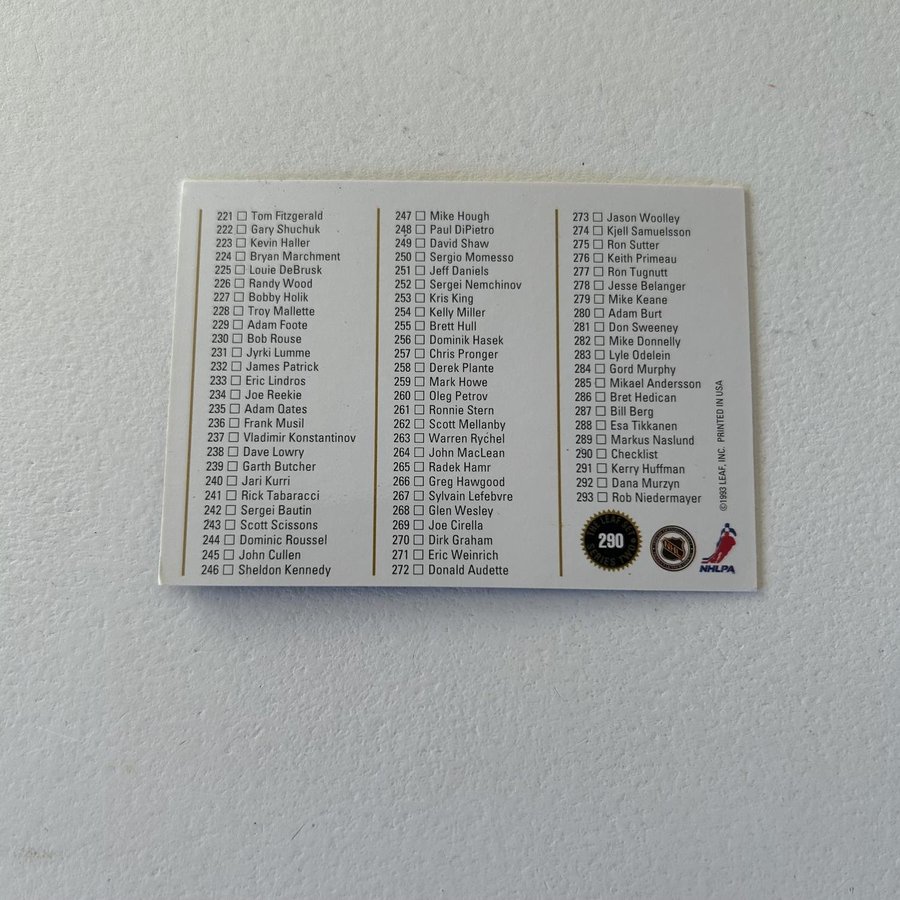 221 ☐ Tom Fitzgerald
222 ☐ Gary Shuchuk
223 ☐ Kevin Haller
224 ☐ Bryan Marchment
225 ☐ Louie DeBrusk
226 ☐ Randy Wood
227 ☐ Bobby Holik
228 ☐ Troy Mallette
229 ☐ Adam Foote
230 ☐ Bob Rouse
231 ☐ Jyrki Lumme
232 ☐ James Patrick
233 ☐ Eric Lindros
234 ☐ Joe Reekie
235 ☐ Adam Oates
236 ☐ Frank Musil
237 ☐ Vladimir Konstantinov
238 ☐ Dave Lowry
239 ☐ Garth Butcher
240 ☐ Jari Kurri
241 ☐ Rick Tabaracci
242 ☐ Sergei Bautin
243 ☐ Scott Scissons
244 ☐ Dominic Roussel
245 ☐ John Cullen
246 ☐ Sheldon Kennedy
247 ☐ Mike Hough
248 ☐ Paul DiPietro
249 ☐ David Shaw
250 ☐ Sergio Momesso
251 ☐ Jeff Daniels
252 ☐ Sergei Nemchinov
253 ☐ Kris King
254 ☐ Kelly Miller
255 ☐ Brett Hull
256 ☐ Dominik Hasek
257 ☐ Chris Pronger
258 ☐ Derek Plante
259 ☐ Mark Howe
260 ☐ Oleg Petrov
261 ☐ Ronnie Stern
262 ☐ Scott Mellanby
263 ☐ Warren Rychel
264 ☐ John MacLean
265 ☐ Radek Hamr
266 ☐ Greg Hawgood
267 ☐ Sylvain Lefebvre
268 ☐ Glen Wesley
269 ☐ Joe Cirella
270 ☐ Dirk Graham
271 ☐ Eric Weinrich
272 ☐ Donald Audette
273 ☐ Jason Woolley
274 ☐ Kjell Samuelsson
275 ☐ Ron Sutter
276 ☐ Keith Primeau
277 ☐ Ron Tugnutt
278 ☐ Jesse Belanger
279 ☐ Mike Keane
280 ☐ Adam Burt
281 ☐ Don Sweeney
282 ☐ Mike Donnelly
283 ☐ Lyle Odelein
284 ☐ Gord Murphy
285 ☐ Mikael Andersson
286 ☐ Bret Hedican
287 ☐ Bill Berg
288 ☐ Esa Tikkanen
289 ☐ Markus Naslund
290 ☐ Checklist
291 ☐ Kerry Huffman
292 ☐ Dana Murzyn
293 ☐ Rob Niedermayer
©1993 LEAF, INC. PRINTED IN USA
290
NHL
NHLPA